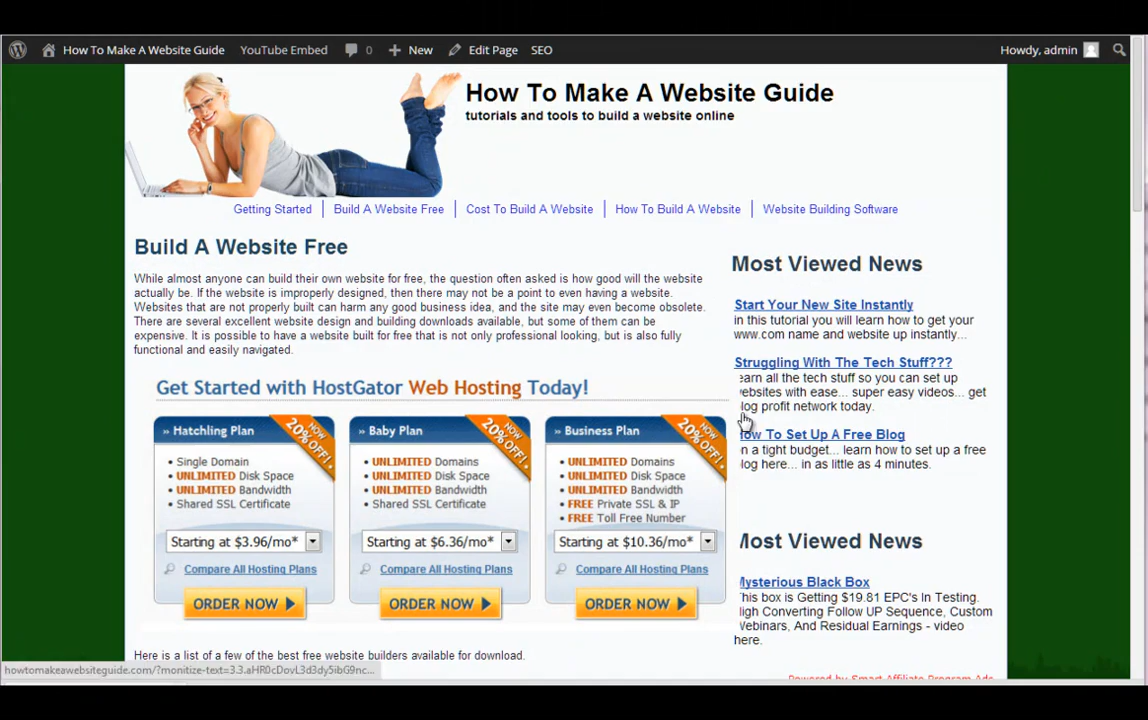 How To Make A Website Guide YouTube Embed 0 New Edit Page SEO Howdy, admin
How To Make A Website Guide
tutorials and tools to build a website online
Getting Started Build A Website Free Cost To Build A Website How To Build A Website Website Building Software
Build A Website Free
While almost anyone can build their own website for free, the question often asked is how good will the website
actually be. If the website is improperly designed, then there may not be a point to even having a website.
Websites that are not properly built can harm any good business idea, and the site may even become obsolete.
There are several excellent website design and building downloads available, but some of them can be
expensive. It is possible to have a website built for free that is not only professional looking, but is also fully
functional and easily navigated.
Get Started with HostGator Web Hosting Today!
» Hatchling Plan
NOW
20% OFF!
• Single Domain
• UNLIMITED Disk Space
• UNLIMITED Bandwidth
• Shared SSL Certificate
Starting at $3.96/mo*
Compare All Hosting Plans
ORDER NOW
» Baby Plan
NOW
20% OFF!
• UNLIMITED Domains
• UNLIMITED Disk Space
• UNLIMITED Bandwidth
• Shared SSL Certificate
Starting at $6.36/mo*
Compare All Hosting Plans
ORDER NOW
» Business Plan
NOW
20% OFF!
• UNLIMITED Domains
• UNLIMITED Disk Space
• UNLIMITED Bandwidth
• FREE Private SSL & IP
• FREE Toll Free Number
Starting at $10.36/mo*
Compare All Hosting Plans
ORDER NOW
Here is a list of a few of the best free website builders available for download.
Most Viewed News
Start Your New Site Instantly
in this tutorial you will learn how to get your
www.com name and website up instantly...
Struggling With The Tech Stuff???
earn all the tech stuff so you can set up
ebsites with ease... super easy videos... get
log profit network today.
ow To Set Up A Free Blog
n a tight budget... learn how to set up a free
log here... in as little as 4 minutes.
Most Viewed News
Mysterious Black Box
This box is Getting $19.81 EPC's In Testing.
High Converting Follow UP Sequence, Custom
Webinars, And Residual Earnings - video
here.
Powered by Smart Affiliate Program Ads